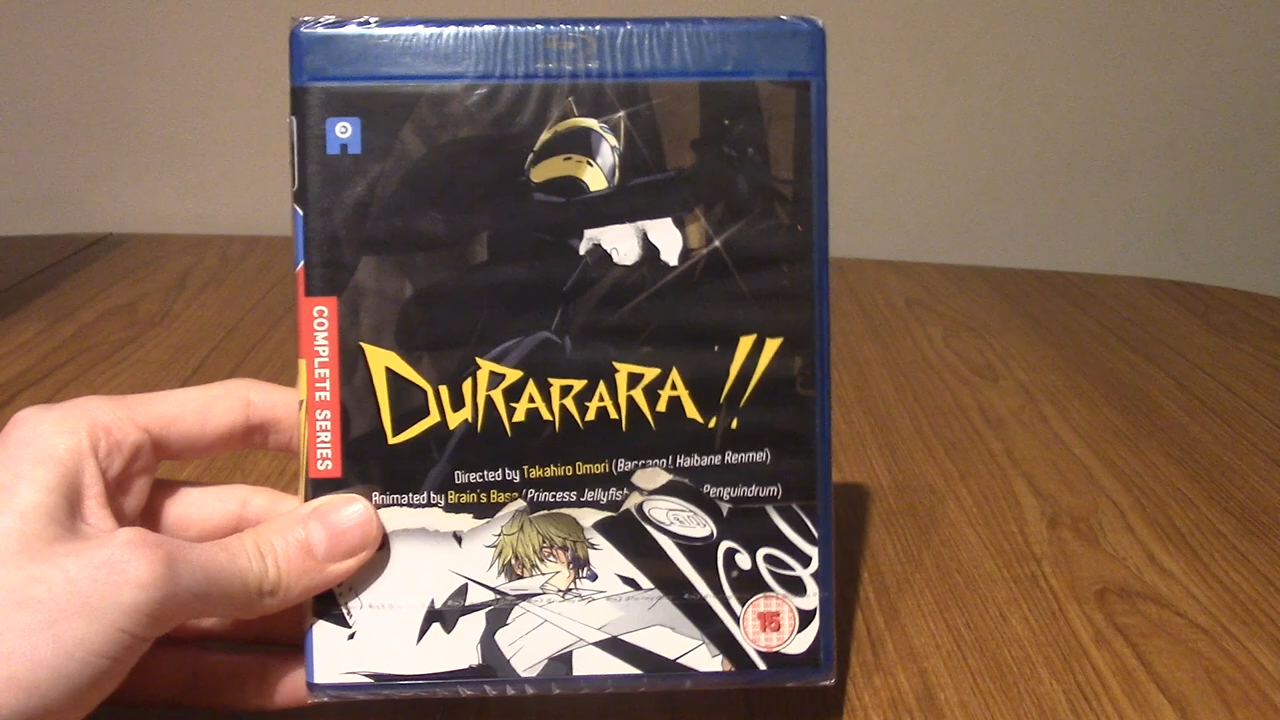 COMPLETE SERIES
DURARARA!!
Directed by Takahiro Omori (Baccano!, Haibane Renmei)
Animated by Brain's Base (Princess Jellyfish Penguindrum)
15